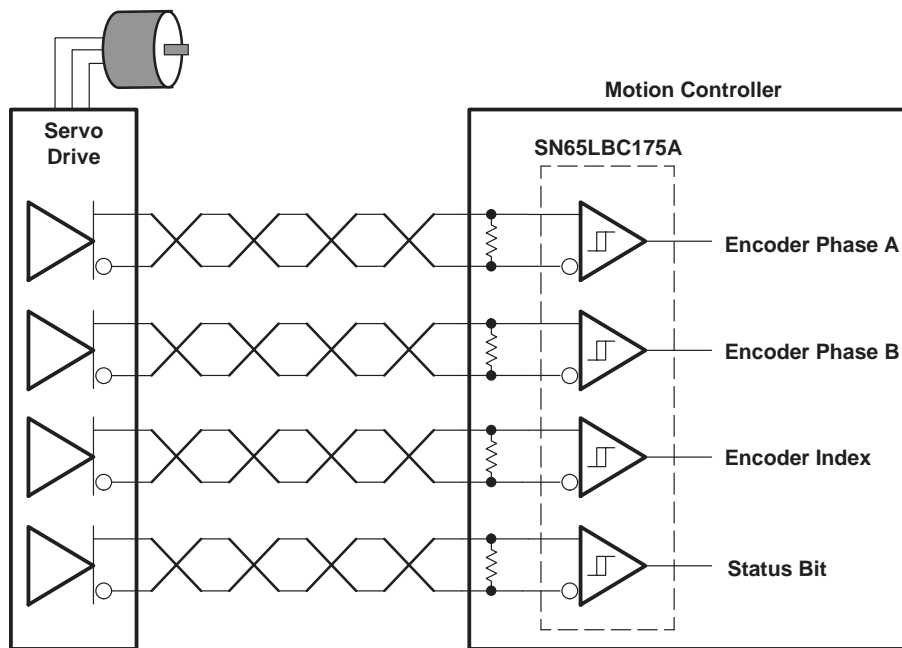 Motion Controller
Servo
Drive
SN65LBC175A
Encoder Phase A
Encoder Phase B
Encoder Index
Status Bit